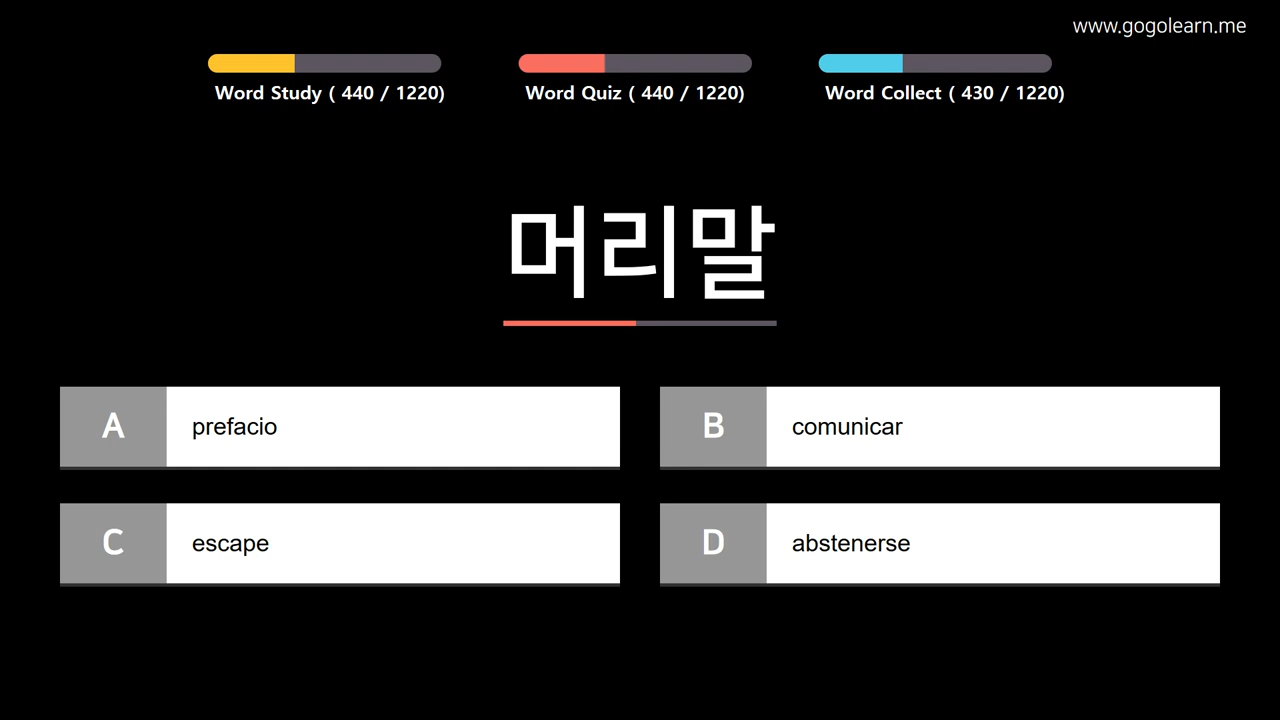 www.gogolearn.me
Word Study ( 440 / 1220)
Word Quiz ( 440 / 1220)
Word Collect ( 430 / 1220)
머리말
A prefacio
B comunicar
C escape
D abstenerse